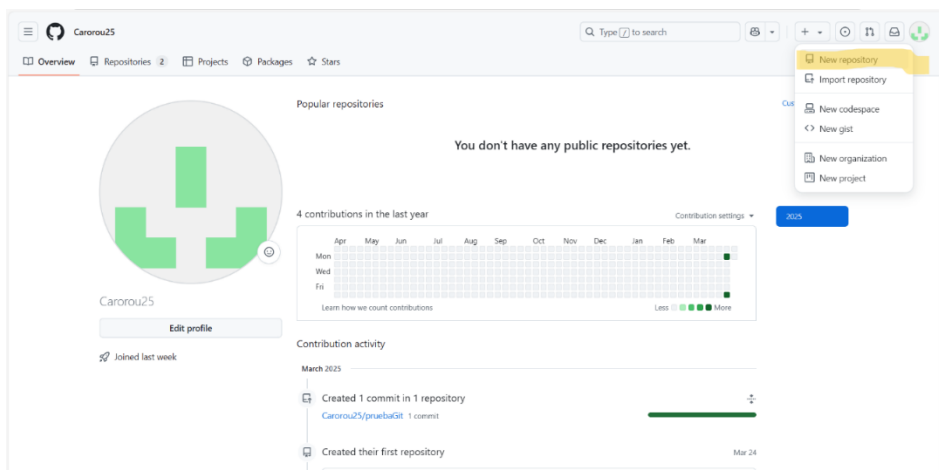 Carorou25
Type / to search
Overview
Repositories 2
Projects
Packages
Stars
New repository
Import repository
New codespace
New gist
New organization
New project
Popular repositories
Cus
You don't have any public repositories yet.
4 contributions in the last year
Contribution settings
2025
Apr May Jun Jul Aug Sep Oct Nov Dec Jan Feb Mar
Mon
Wed
Fri
Learn how we count contributions
Less More
Carorou25
Edit profile
Joined last week
Contribution activity
March 2025
Created 1 commit in 1 repository
Carorou25/pruebaGit 1 commit
Created their first repository
Mar 24